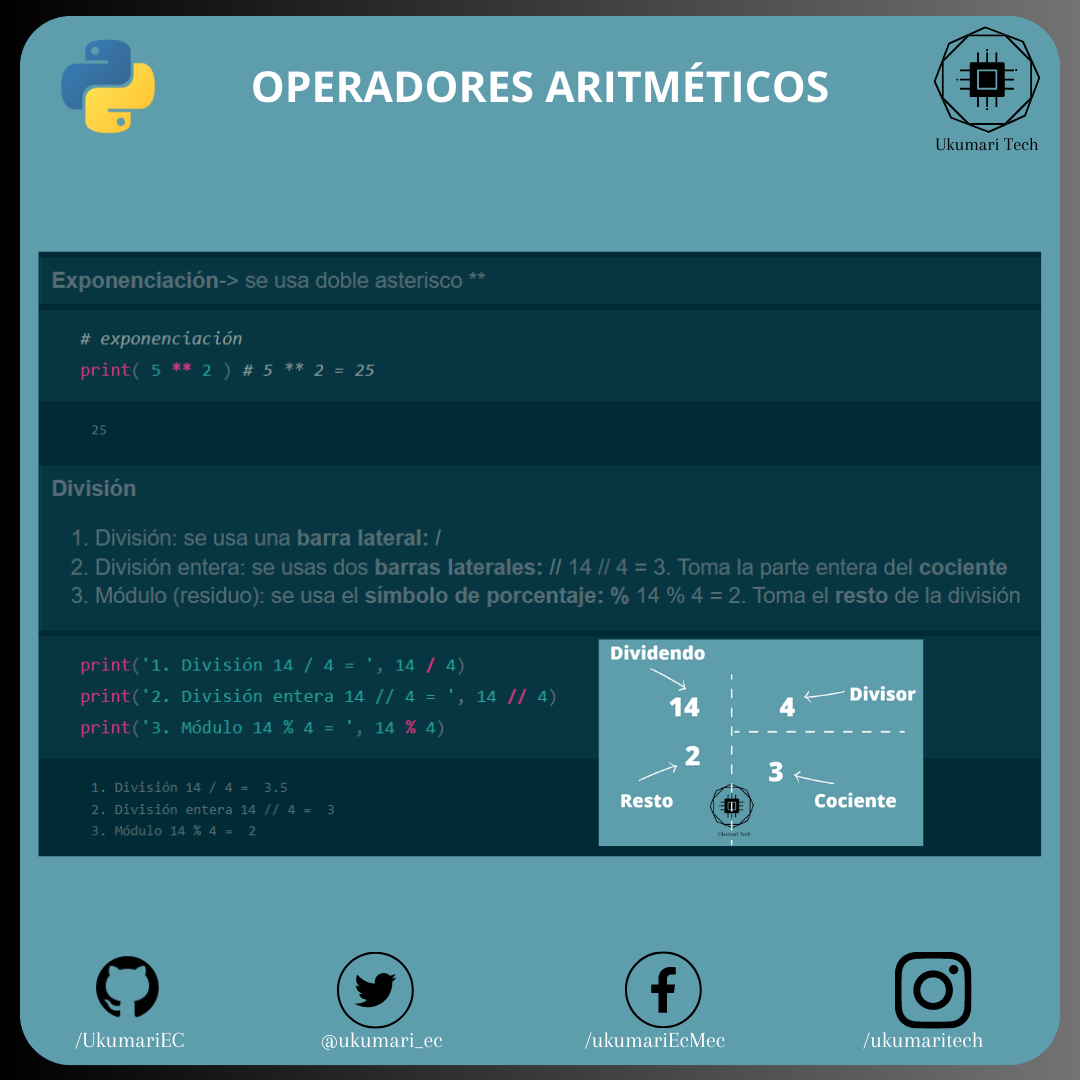 OPERADORES ARITMÉTICOS
Ukumari Tech
Exponenciación-> se usa doble asterisco **
# exponenciación
print( 5 ** 2 ) # 5 ** 2 = 25
25
División
1. División: se usa una barra lateral: /
2. División entera: se usas dos barras laterales: // 14 // 4 = 3. Toma la parte entera del cociente
3. Módulo (residuo): se usa el símbolo de porcentaje: % 14 % 4 = 2. Toma el resto de la división
print('1. División 14 / 4 = ', 14 / 4)
print('2. División entera 14 // 4 = ', 14 // 4)
print('3. Módulo 14 % 4 = ', 14 % 4)
1. División 14 / 4 =  3.5
2. División entera 14 // 4 =  3
3. Módulo 14 % 4 =  2
Dividendo
14
4
Divisor
2
3
Resto
Cociente
Ukumari Tech
/UkumariEC
@ukumari_ec
/ukumariEcMec
/ukumaritech